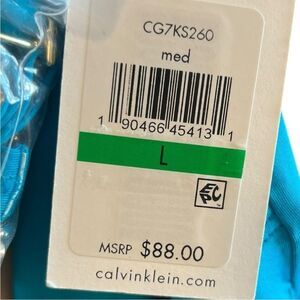 CG7KS260
med
1 90466 45413 1
L
EPC
MSRP $88.00
calvinklein.com